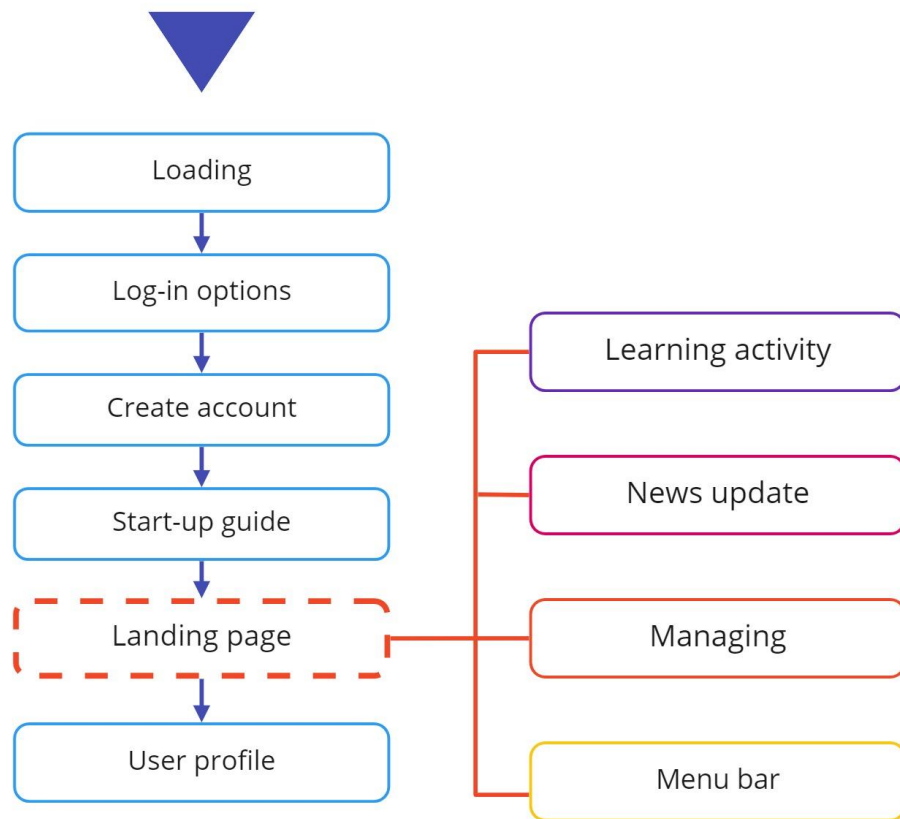 Loading
Log-in options
Create account
Start-up guide
Landing page
User profile
Learning activity
News update
Managing
Menu bar